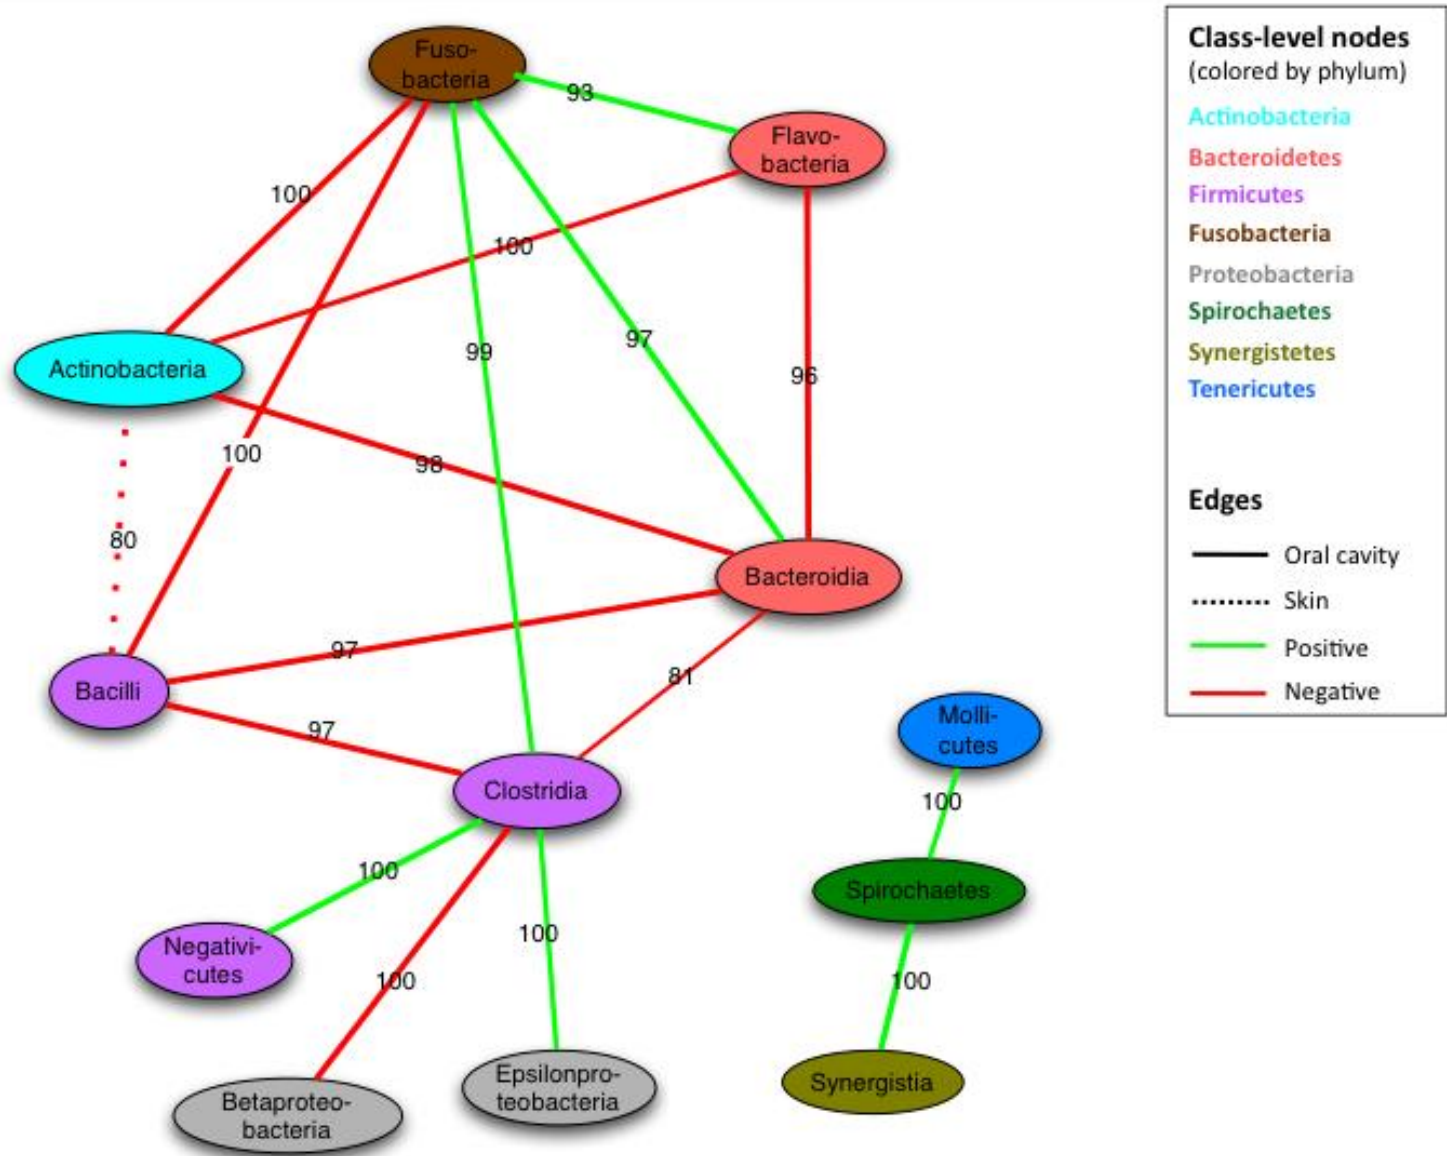 Fuso-
bacteria
93
Flavo-
bacteria
100
100
99
97
96
Actinobacteria
100
98
80
Bacteroidia
97
81
Bacilli
97
Clostridia
Molli-
cutes
100
100
Spirochaetes
Negativi-
cutes
100
100
100
Epsilonpro-
teobacteria
Synergistia
Betaproteo-
bacteria
Class-level nodes
(colored by phylum)
Actinobacteria
Bacteroidetes
Firmicutes
Fusobacteria
Proteobacteria
Spirochaetes
Synergistetes
Tenericutes
Edges
Oral cavity
Skin
Positive
Negative